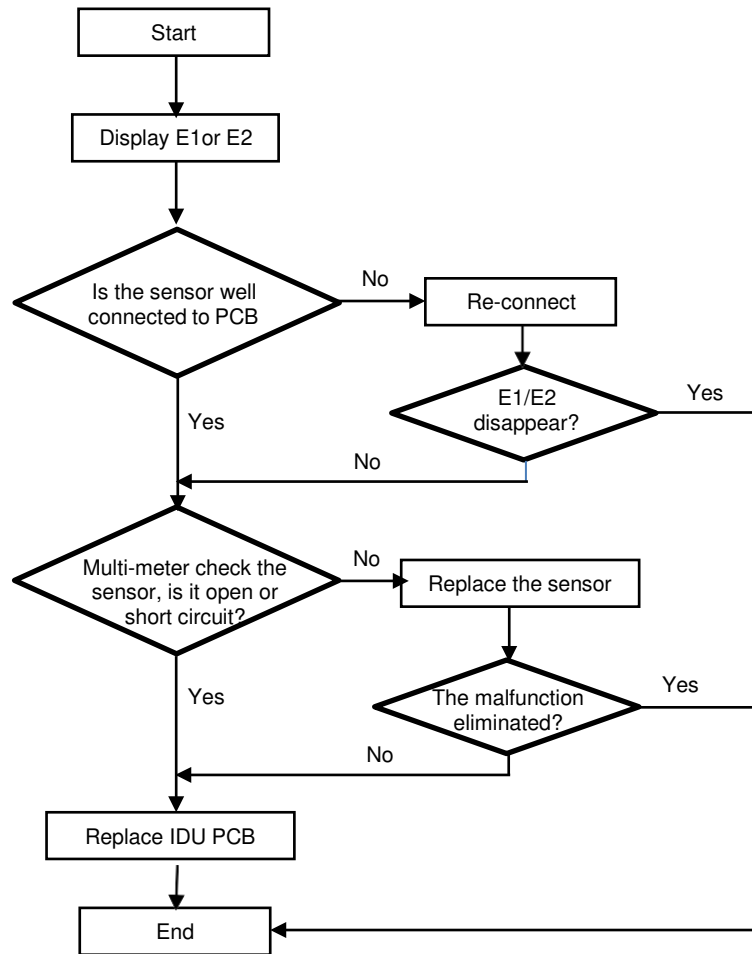 Start
Display E1or E2
Is the sensor well
connected to PCB
No
Re-connect
Yes
E1/E2
disappear?
Yes
No
Multi-meter check the
sensor, is it open or
short circuit?
No
Replace the sensor
Yes
The malfunction
eliminated?
Yes
No
Replace IDU PCB
End